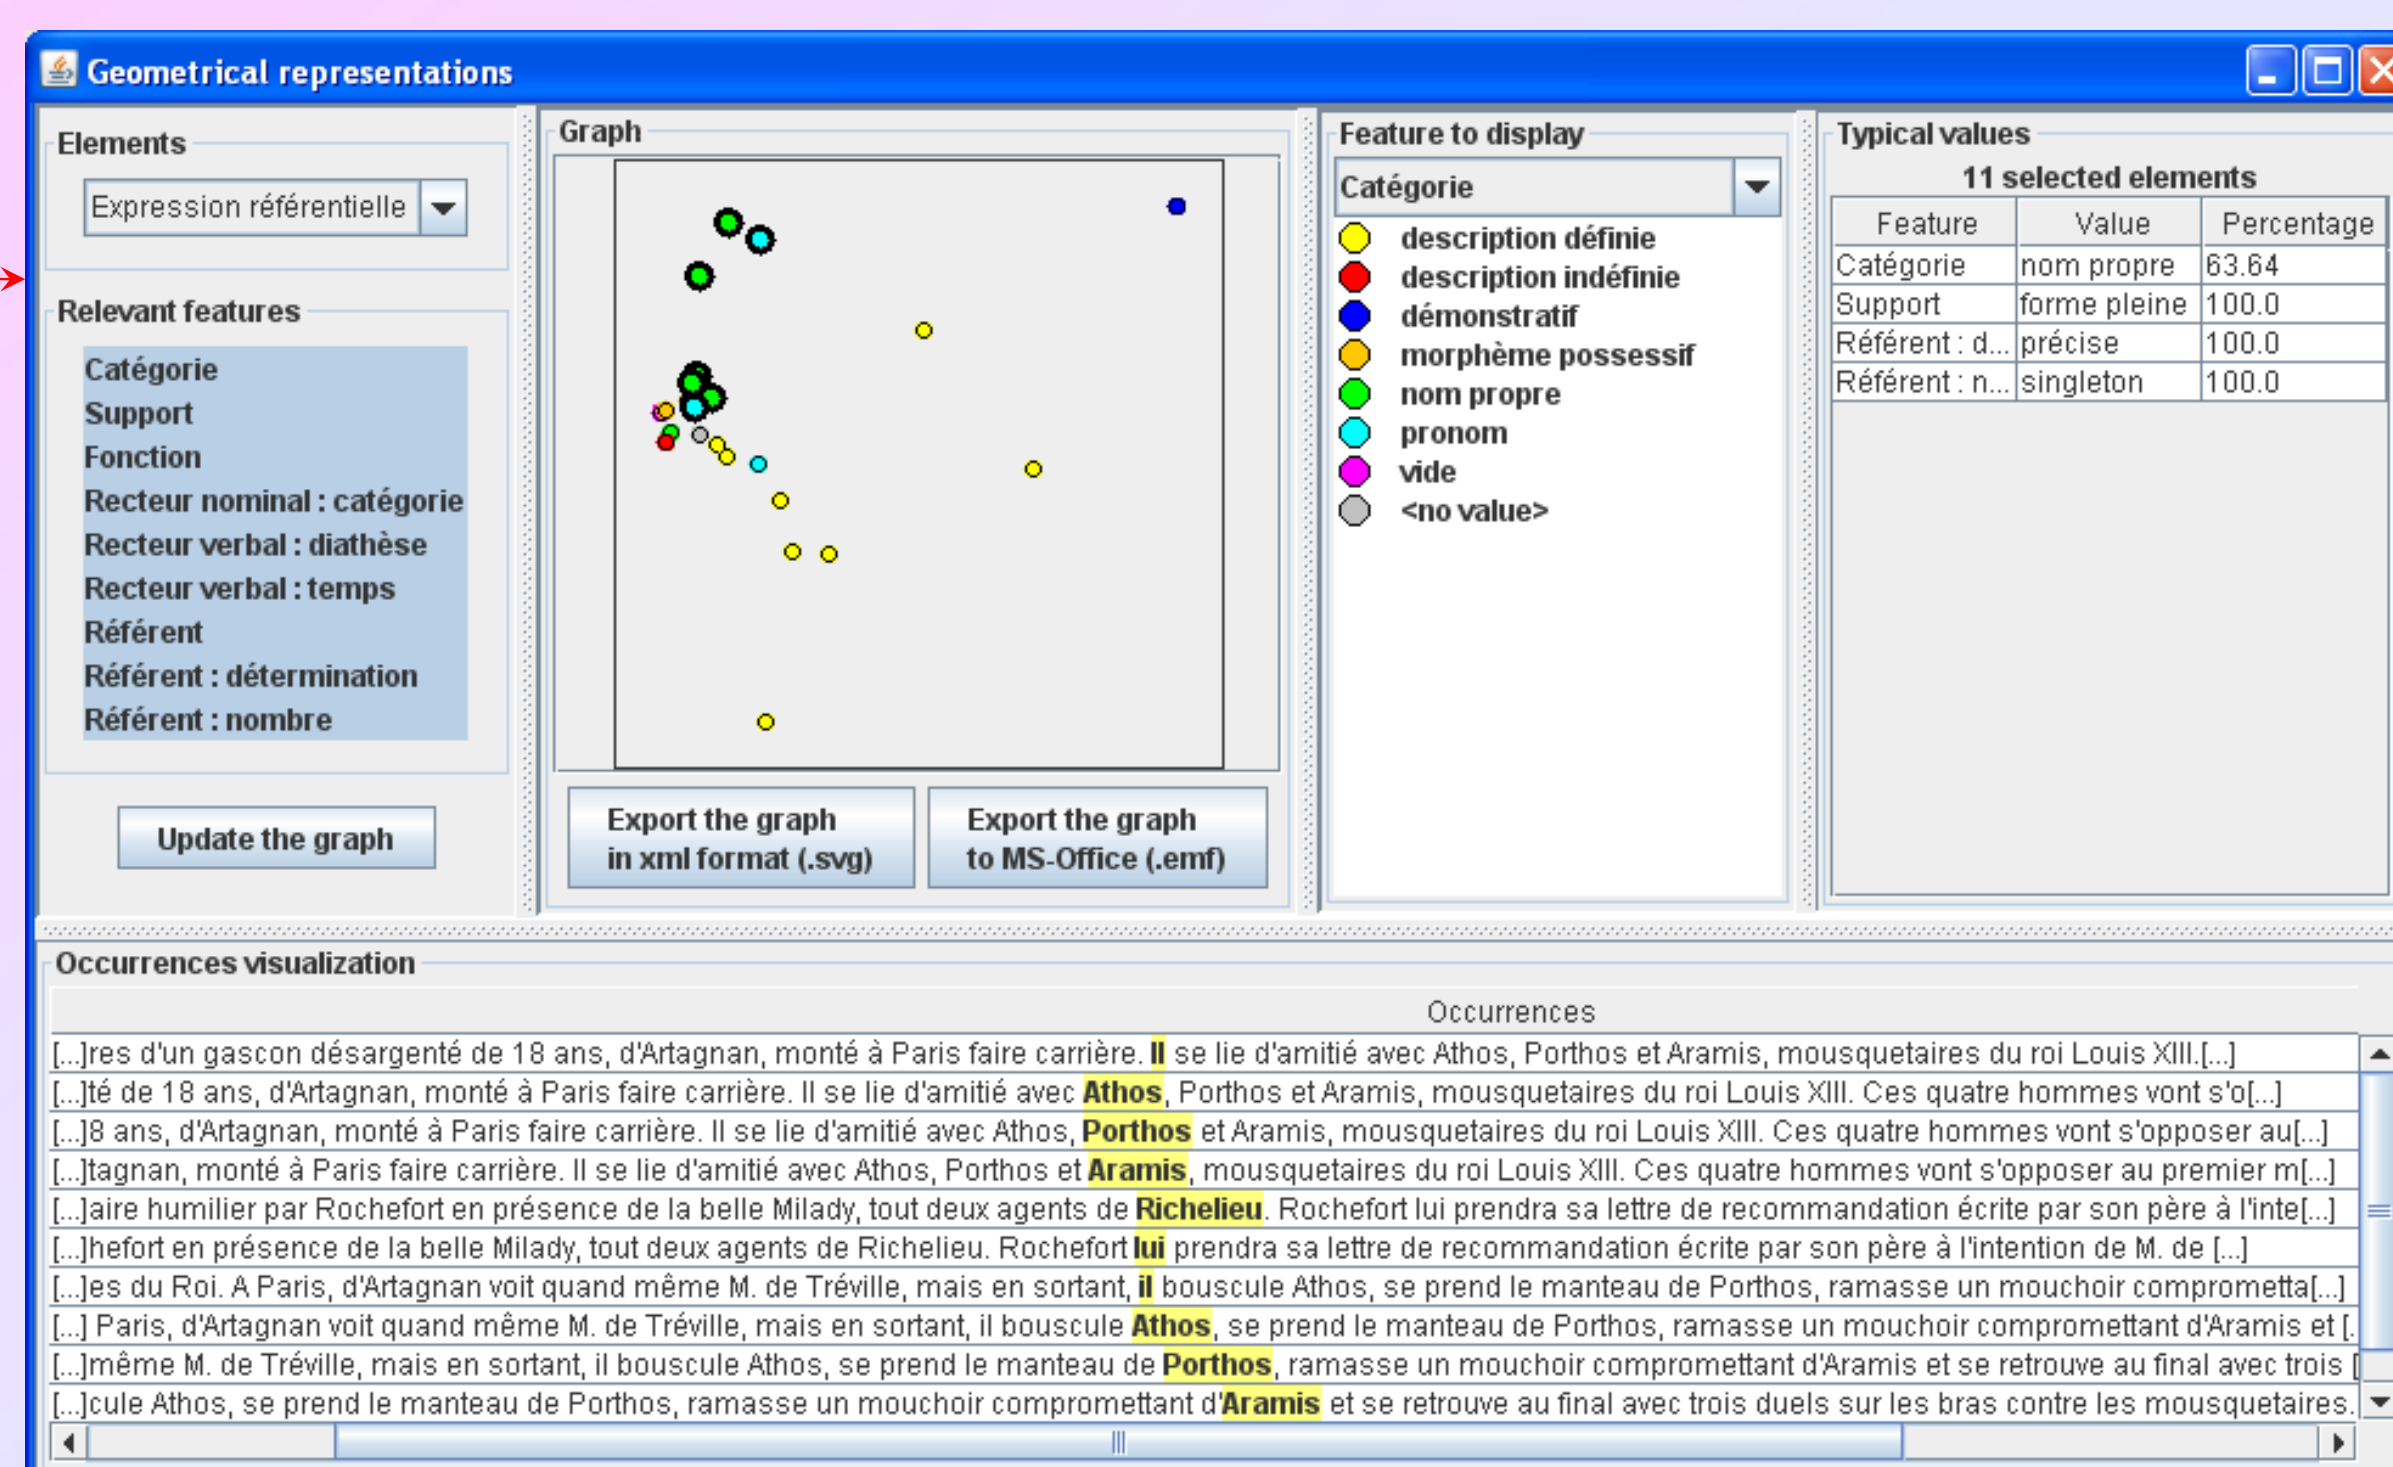 Geometrical representations
Elements
Expression référentielle
Relevant features
Catégorie
Support
Fonction
Recteur nominal : catégorie
Recteur verbal : diathèse
Recteur verbal : temps
Référent
Référent : détermination
Référent : nombre
Update the graph
Graph
Export the graph
in xml format (.svg)
Export the graph
to MS-Office (.emf)
Feature to display
Catégorie
description définie
description indéfinie
démonstratif
morphème possessif
nom propre
pronom
vide
<no value>
Typical values
11 selected elements
Feature Value Percentage
Catégorie nom propre 63.64
Support forme pleine 100.0
Référent : d... précise 100.0
Référent : n... singleton 100.0
Occurrences visualization
Occurrences
[...]res d'un gascon désargenté de 18 ans, d'Artagnan, monté à Paris faire carrière. Il se lie d'amitié avec Athos, Porthos et Aramis, mousquetaires du roi Louis XIII.[...]
[...]té de 18 ans, d'Artagnan, monté à Paris faire carrière. Il se lie d'amitié avec Athos, Porthos et Aramis, mousquetaires du roi Louis XIII. Ces quatre hommes vont s'o[...]
[...]8 ans, d'Artagnan, monté à Paris faire carrière. Il se lie d'amitié avec Athos, Porthos et Aramis, mousquetaires du roi Louis XIII. Ces quatre hommes vont s'opposer au[...]
[...]tagnan, monté à Paris faire carrière. Il se lie d'amitié avec Athos, Porthos et Aramis, mousquetaires du roi Louis XIII. Ces quatre hommes vont s'opposer au premier m[...]
[...]aire humilier par Rochefort en présence de la belle Milady, tout deux agents de Richelieu. Rochefort lui prendra sa lettre de recommandation écrite par son père à l'inte[...]
[...]hefort en présence de la belle Milady, tout deux agents de Richelieu. Rochefort lui prendra sa lettre de recommandation écrite par son père à l'intention de M. de [...]
[...]es du Roi. A Paris, d'Artagnan voit quand même M. de Tréville, mais en sortant, il bouscule Athos, se prend le manteau de Porthos, ramasse un mouchoir comprometta[...]
[...] Paris, d'Artagnan voit quand même M. de Tréville, mais en sortant, il bouscule Athos, se prend le manteau de Porthos, ramasse un mouchoir compromettant d'Aramis et [.
[...]même M. de Tréville, mais en sortant, il bouscule Athos, se prend le manteau de Porthos, ramasse un mouchoir compromettant d'Aramis et se retrouve au final avec trois [
[...]cule Athos, se prend le manteau de Porthos, ramasse un mouchoir compromettant d'Aramis et se retrouve au final avec trois duels sur les bras contre les mousquetaires.